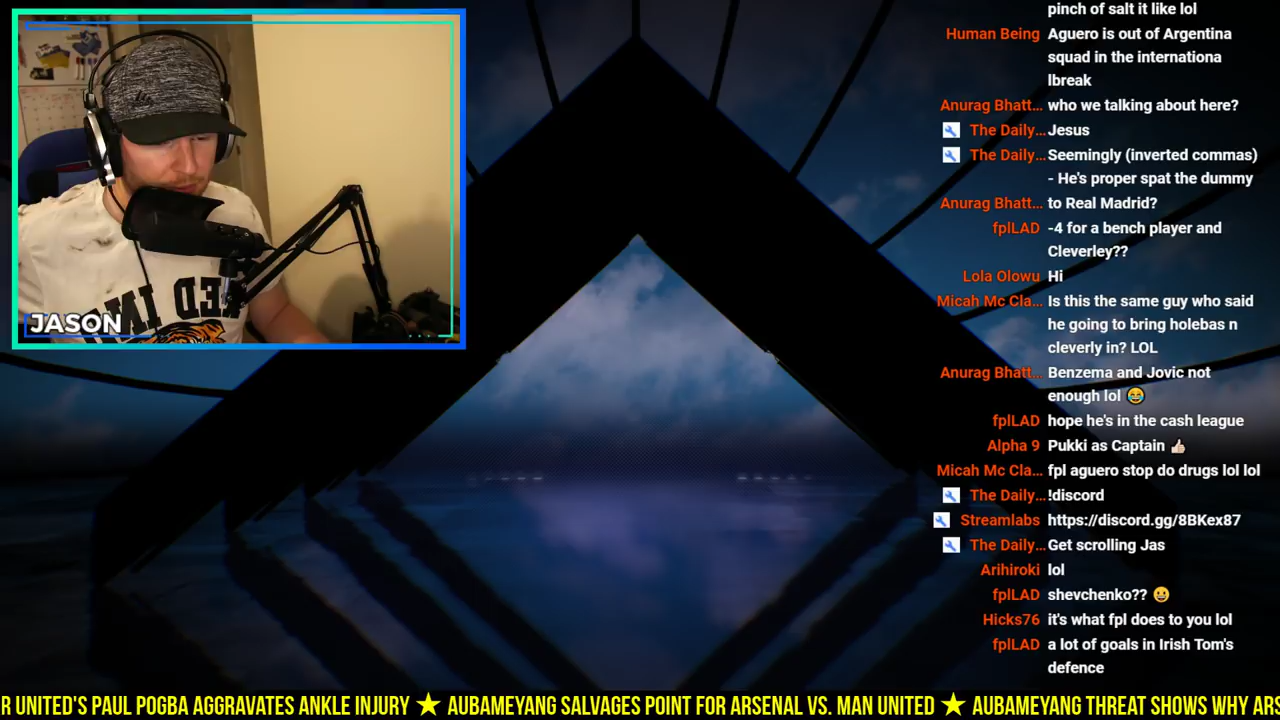 JASON
pinch of salt it like lol
Human Being Aguero is out of Argentina
squad in the internationa
lbreak
Anurag Bhatt… who we talking about here?
The Daily… Jesus
The Daily… Seemingly (inverted commas)
- He's proper spat the dummy
Anurag Bhatt… to Real Madrid?
fplLAD -4 for a bench player and
Cleverley??
Lola Olowu Hi
Micah Mc Cla… Is this the same guy who said
he going to bring holebas n
cleverly in? LOL
Anurag Bhatt… Benzema and Jovic not
enough lol 😂
fplLAD hope he's in the cash league
Alpha 9 Pukki as Captain 👍🏻
Micah Mc Cla… fpl aguero stop do drugs lol lol
The Daily… !discord
Streamlabs https://discord.gg/8BKex87
The Daily… Get scrolling Jas
Arihiroki lol
fplLAD shevchenko?? 😀
Hicks76 it's what fpl does to you lol
fplLAD a lot of goals in Irish Tom's
defence
R UNITED'S PAUL POGBA AGGRAVATES ANKLE INJURY ★ AUBAMEYANG SALVAGES POINT FOR ARSENAL VS. MAN UNITED ★ AUBAMEYANG THREAT SHOWS WHY ARS